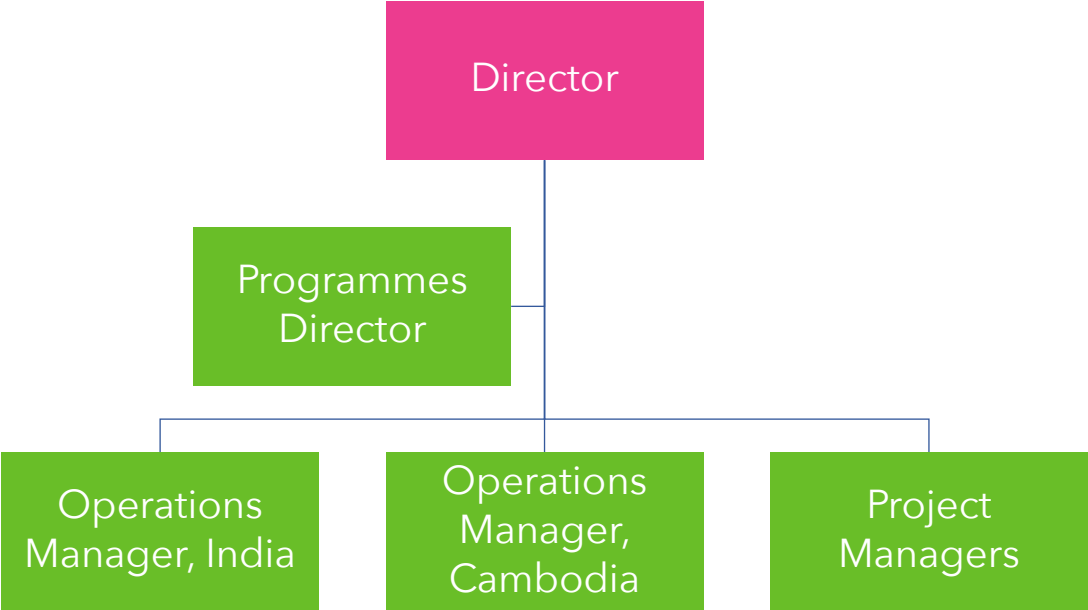 Director
Programmes
Director
Operations
Manager, India
Operations
Manager,
Cambodia
Project
Managers